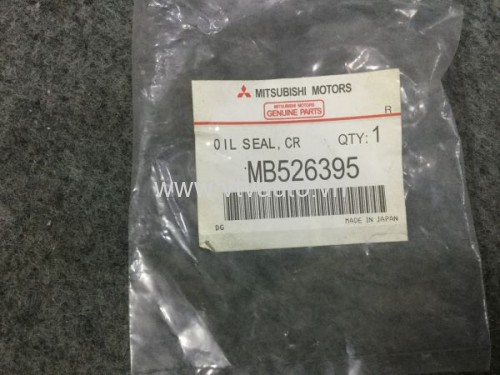 MITSUBISHI MOTORS
MITSUBISHI MOTORS
GENUINE PARTS
R
OIL SEAL, CR QTY: 1
MB526395
DG MADE IN JAPAN